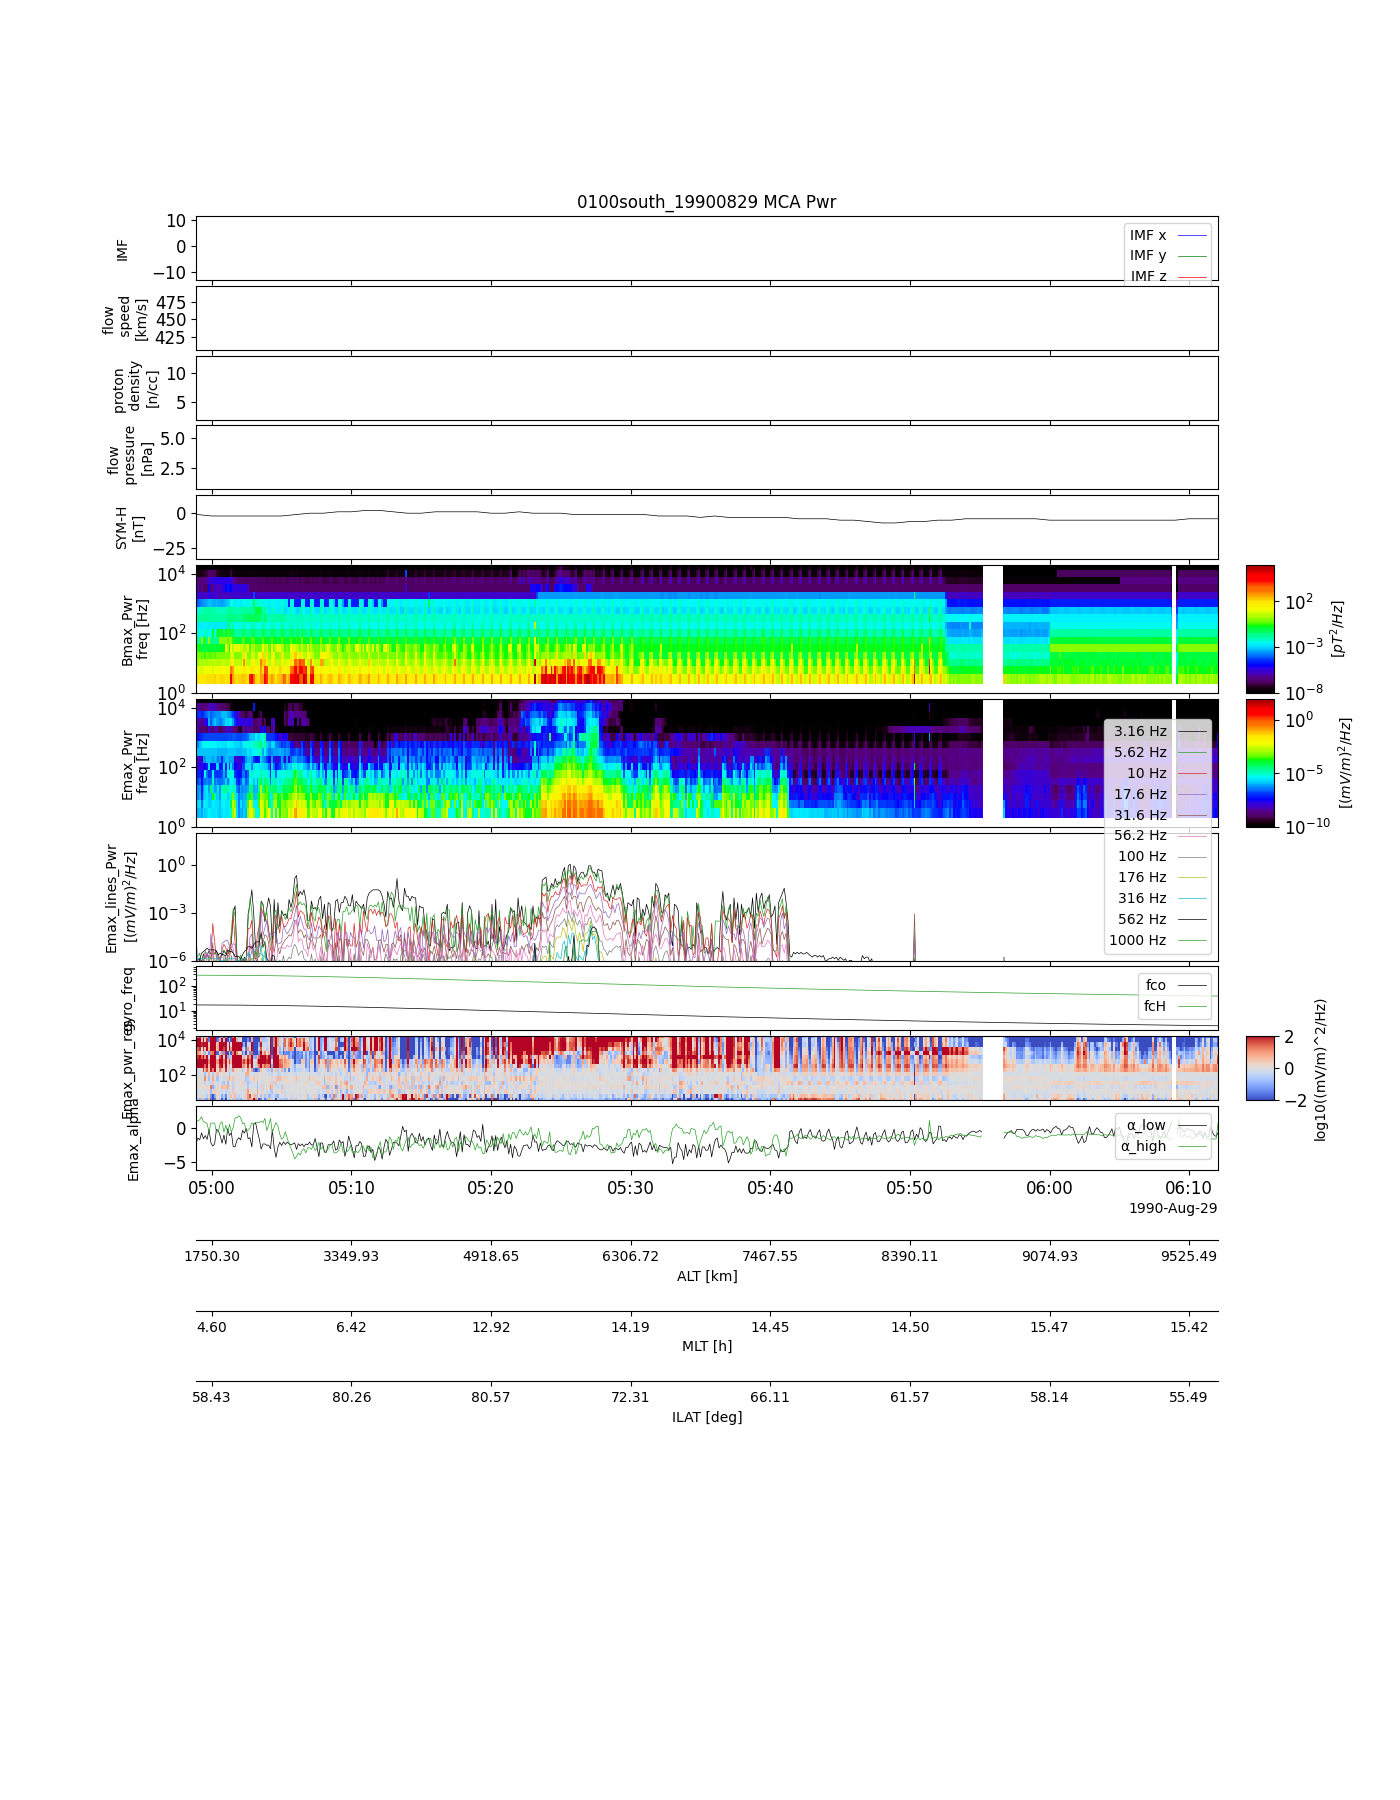 0100south_19900829 MCA Pwr
10
0
−10
IMF
IMF x
IMF y
IMF z
475
450
425
flow
speed
[km/s]
10
5
proton
density
[n/cc]
5.0
2.5
flow
pressure
[nPa]
0
−25
SYM-H
[nT]
10^4
10^2
10^0
Bmax_Pwr
freq [Hz]
10^2
10^−3
10^−8
[pT^2/Hz]
10^4
10^2
10^0
Emax_Pwr
freq [Hz]
10^0
10^−5
10^−10
[(mV/m)^2/Hz]
3.16 Hz
5.62 Hz
10 Hz
17.6 Hz
31.6 Hz
56.2 Hz
100 Hz
176 Hz
316 Hz
562 Hz
1000 Hz
10^0
10^−3
10^−6
Emax_lines_Pwr
[(mV/m)^2/Hz]
10^2
10^1
gyro_freq
fco
fcH
10^4
10^2
Emax_pwr_reg
2
0
−2
log10((mV/m)^2/Hz)
0
−5
Emax_alpha
α_low
α_high
05:00 05:10 05:20 05:30 05:40 05:50 06:00 06:10
1990-Aug-29
1750.30 3349.93 4918.65 6306.72 7467.55 8390.11 9074.93 9525.49
ALT [km]
4.60 6.42 12.92 14.19 14.45 14.50 15.47 15.42
MLT [h]
58.43 80.26 80.57 72.31 66.11 61.57 58.14 55.49
ILAT [deg]